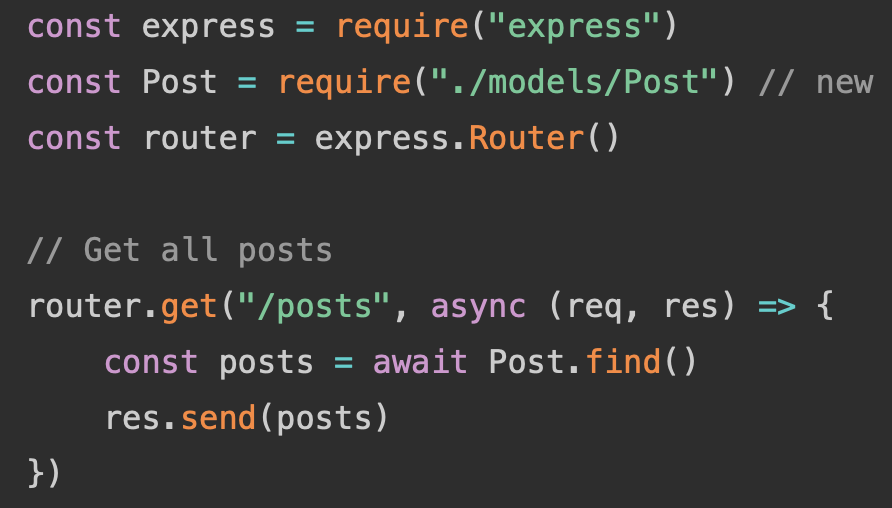 const express = require("express")
const Post = require("./models/Post") // new
const router = express.Router()

// Get all posts
router.get("/posts", async (req, res) => {
    const posts = await Post.find()
    res.send(posts)
})